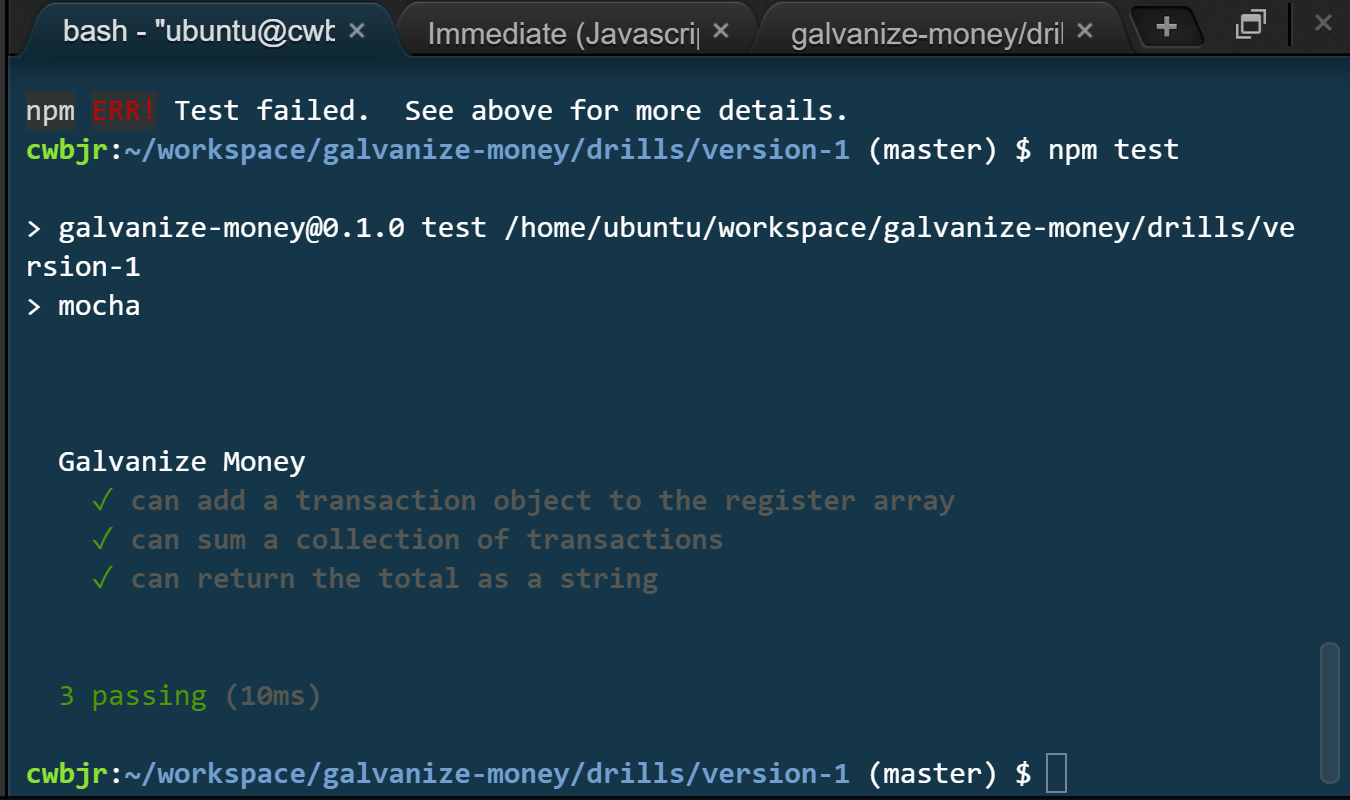 bash - "ubuntu@cwb
Immediate (Javascrip
galvanize-money/dril
npm ERR! Test failed.  See above for more details.
cwbjr:~/workspace/galvanize-money/drills/version-1 (master) $ npm test
> galvanize-money@0.1.0 test /home/ubuntu/workspace/galvanize-money/drills/ve
rsion-1
> mocha
Galvanize Money
✓ can add a transaction object to the register array
✓ can sum a collection of transactions
✓ can return the total as a string
3 passing (10ms)
cwbjr:~/workspace/galvanize-money/drills/version-1 (master) $